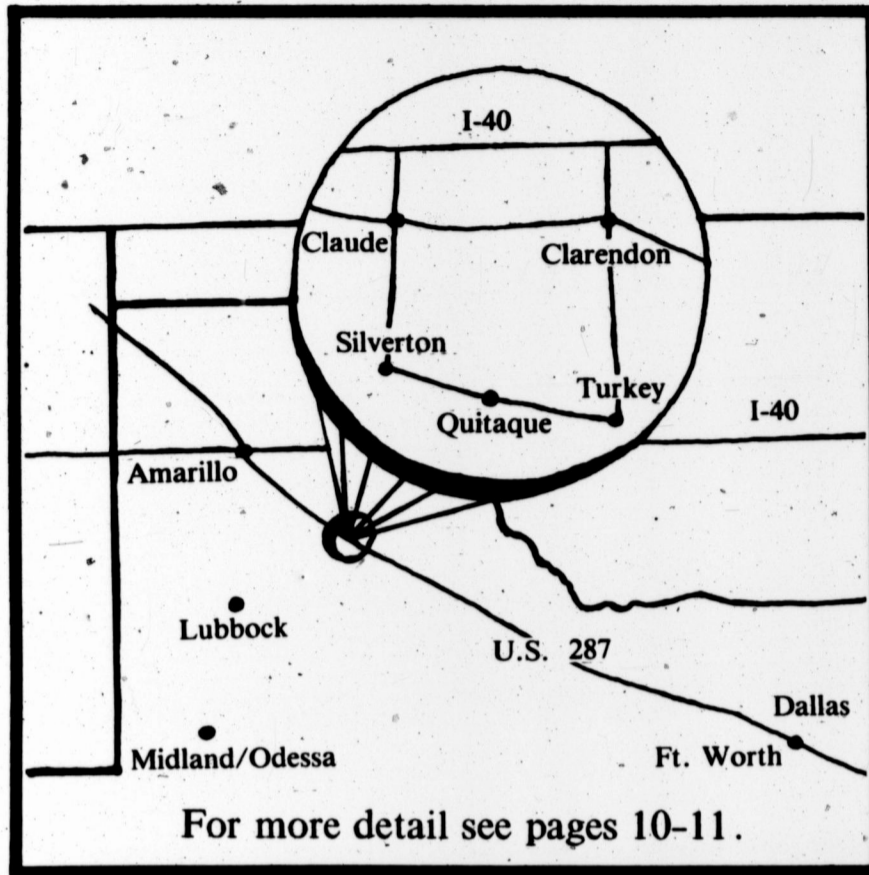 I-40
Claude
Clarendon
Silverton
Turkey
Quitaque
I-40
Amarillo
Lubbock
U.S. 287
Dallas
Midland/Odessa
Ft. Worth
For more detail see pages 10-11.